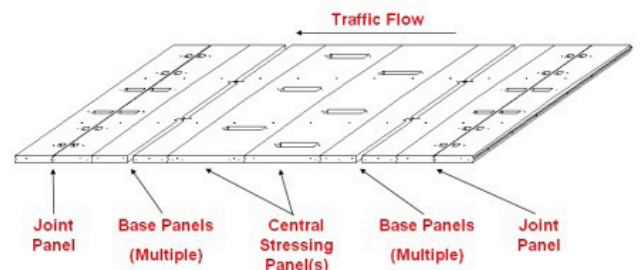 Traffic Flow
Joint
Panel
Base Panels
(Multiple)
Central
Stressing
Panel(s)
Base Panels
(Multiple)
Joint
Panel